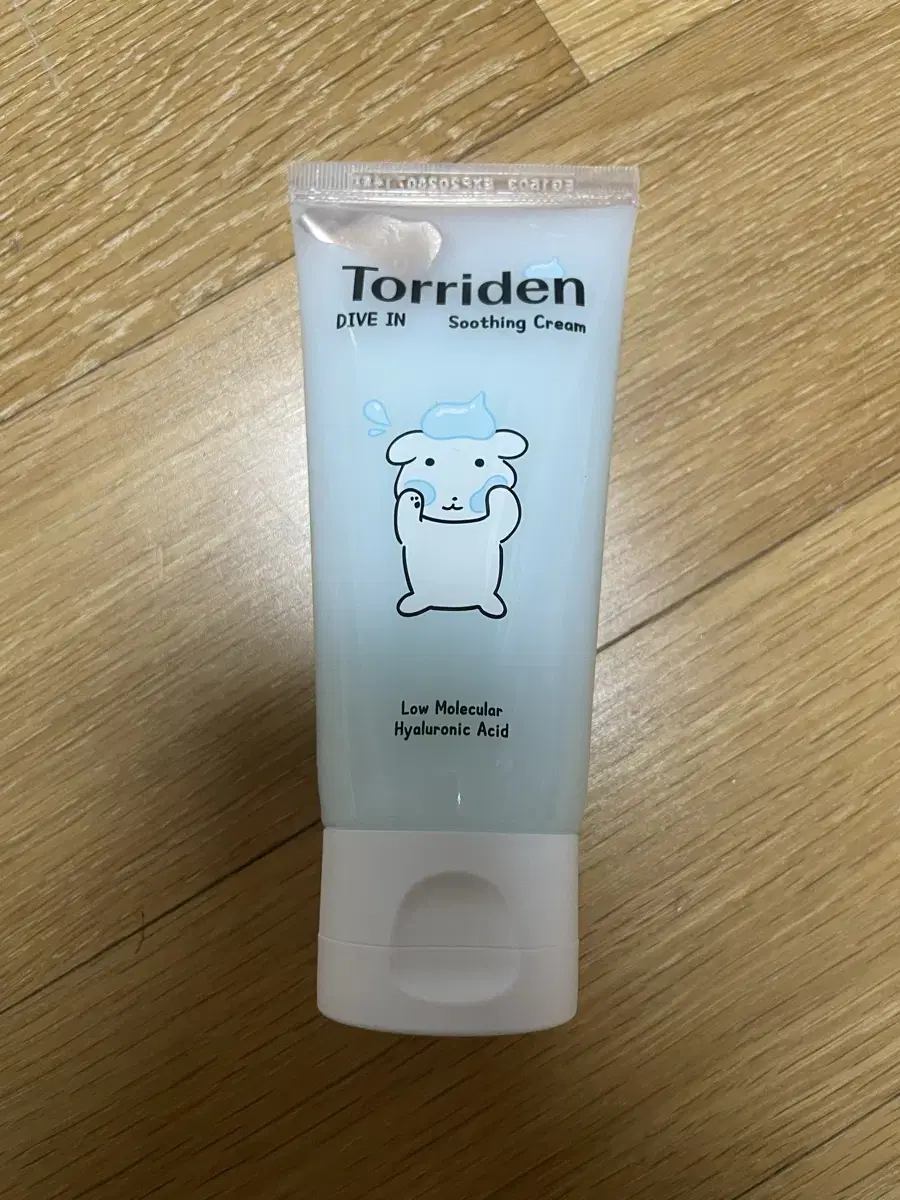 Torriden
DIVE IN Soothing Cream
Low Molecular
Hyaluronic Acid